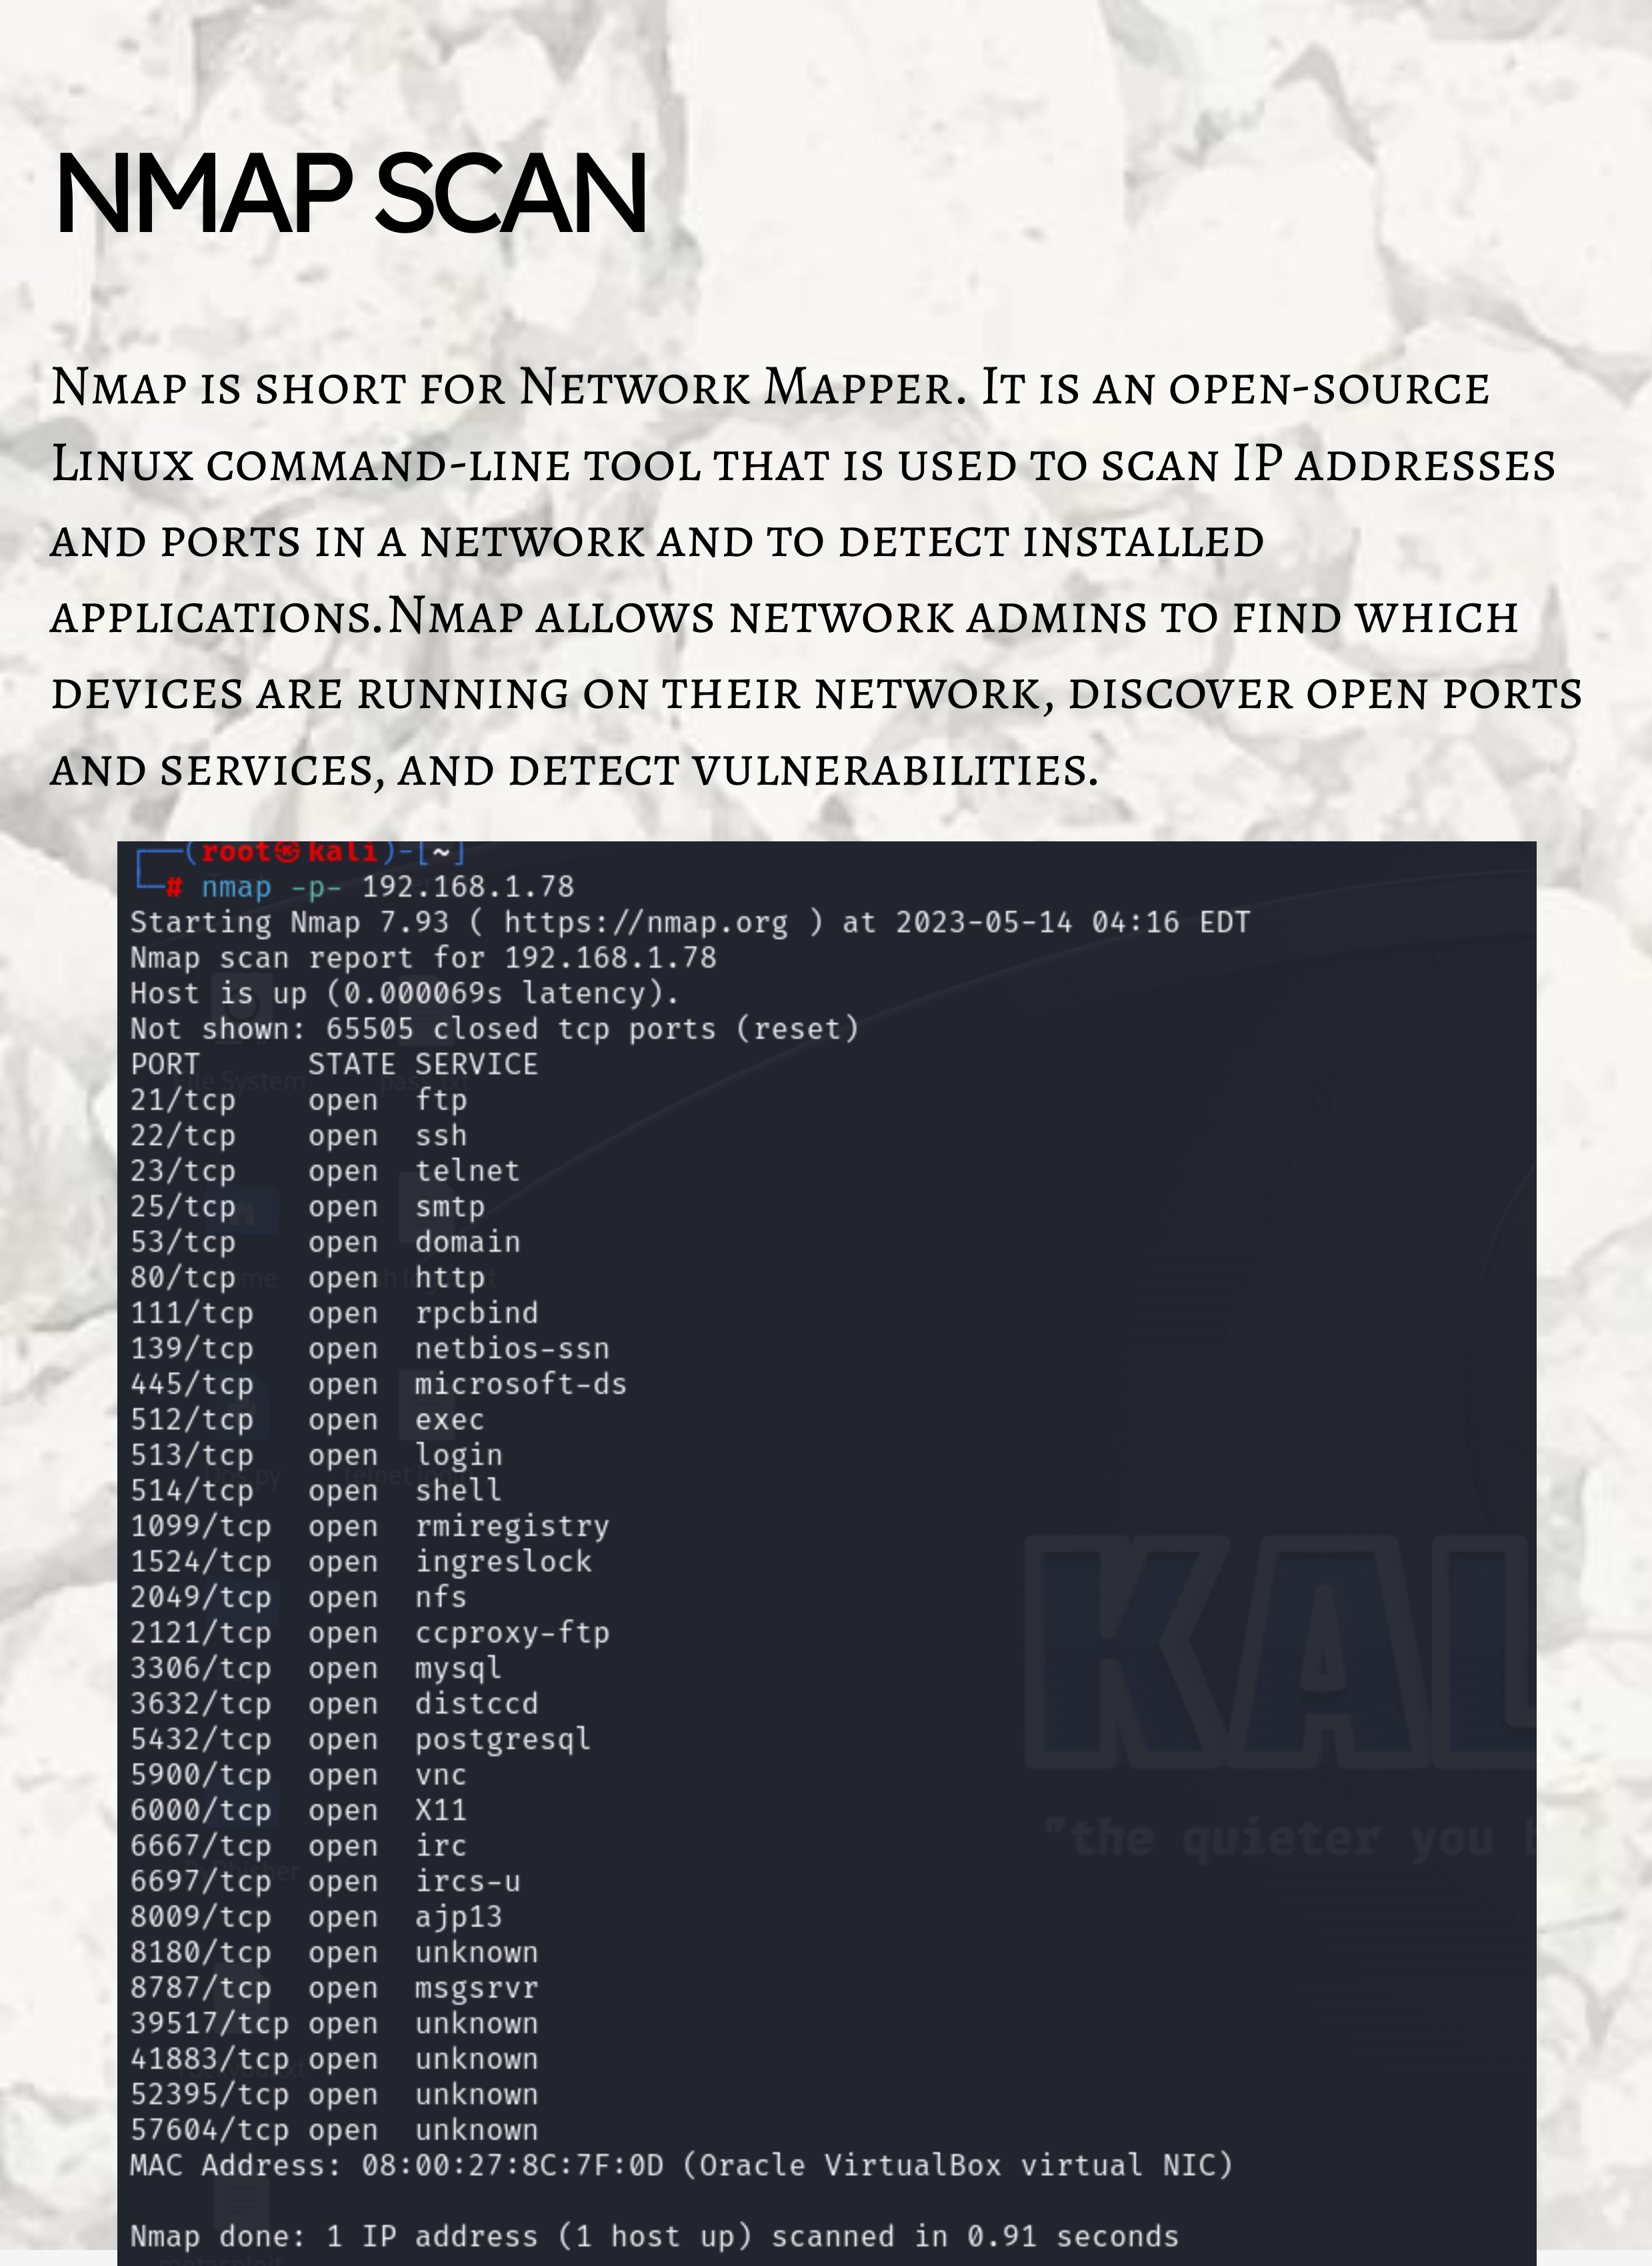 NMAP SCAN
Nmap is short for Network Mapper. It is an open-source
Linux command-line tool that is used to scan IP addresses
and ports in a network and to detect installed
applications.Nmap allows network admins to find which
devices are running on their network, discover open ports
and services, and detect vulnerabilities.
(root㉿kali)-[~]
# nmap -p- 192.168.1.78
Starting Nmap 7.93 ( https://nmap.org ) at 2023-05-14 04:16 EDT
Nmap scan report for 192.168.1.78
Host is up (0.000069s latency).
Not shown: 65505 closed tcp ports (reset)
PORT STATE SERVICE
21/tcp open ftp
22/tcp open ssh
23/tcp open telnet
25/tcp open smtp
53/tcp open domain
80/tcp open http
111/tcp open rpcbind
139/tcp open netbios-ssn
445/tcp open microsoft-ds
512/tcp open exec
513/tcp open login
514/tcp open shell
1099/tcp open rmiregistry
1524/tcp open ingreslock
2049/tcp open nfs
2121/tcp open ccproxy-ftp
3306/tcp open mysql
3632/tcp open distccd
5432/tcp open postgresql
5900/tcp open vnc
6000/tcp open X11
6667/tcp open irc
6697/tcp open ircs-u
8009/tcp open ajp13
8180/tcp open unknown
8787/tcp open msgsrvr
39517/tcp open unknown
41883/tcp open unknown
52395/tcp open unknown
57604/tcp open unknown
MAC Address: 08:00:27:8C:7F:0D (Oracle VirtualBox virtual NIC)
Nmap done: 1 IP address (1 host up) scanned in 0.91 seconds
KAL
"the quieter you